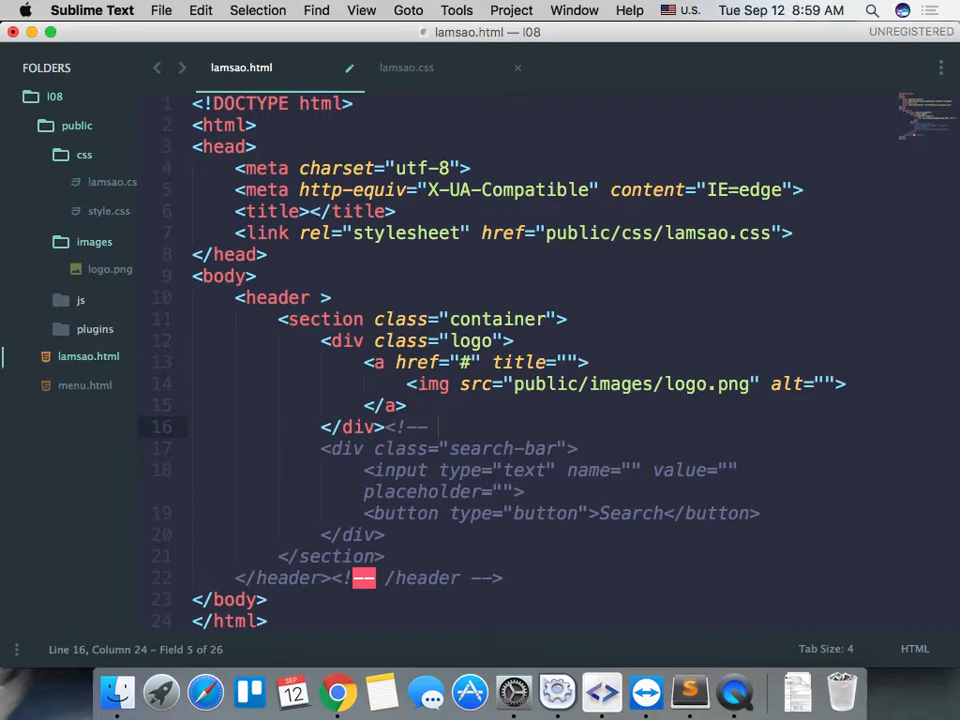 Sublime Text File Edit Selection Find View Goto Tools Project Window Help U.S. Tue Sep 12 8:59 AM
lamsao.html — l08 UNREGISTERED
FOLDERS
l08
public
css
lamsao.cs
style.css
images
logo.png
js
plugins
lamsao.html
menu.html
lamsao.html
lamsao.css
1 <!DOCTYPE html>
2 <html>
3 <head>
4 <meta charset="utf-8">
5 <meta http-equiv="X-UA-Compatible" content="IE=edge">
6 <title></title>
7 <link rel="stylesheet" href="public/css/lamsao.css">
8 </head>
9 <body>
10 <header >
11 <section class="container">
12 <div class="logo">
13 <a href="#" title="">
14 <img src="public/images/logo.png" alt="">
15 </a>
16 </div><!--
17 <div class="search-bar">
18 <input type="text" name="" value=""
placeholder="">
19 <button type="button">Search</button>
20 </div>
21 </section>
22 </header><!-- /header -->
23 </body>
24 </html>
Line 16, Column 24 - Field 5 of 26 Tab Size: 4 HTML
SEP
12